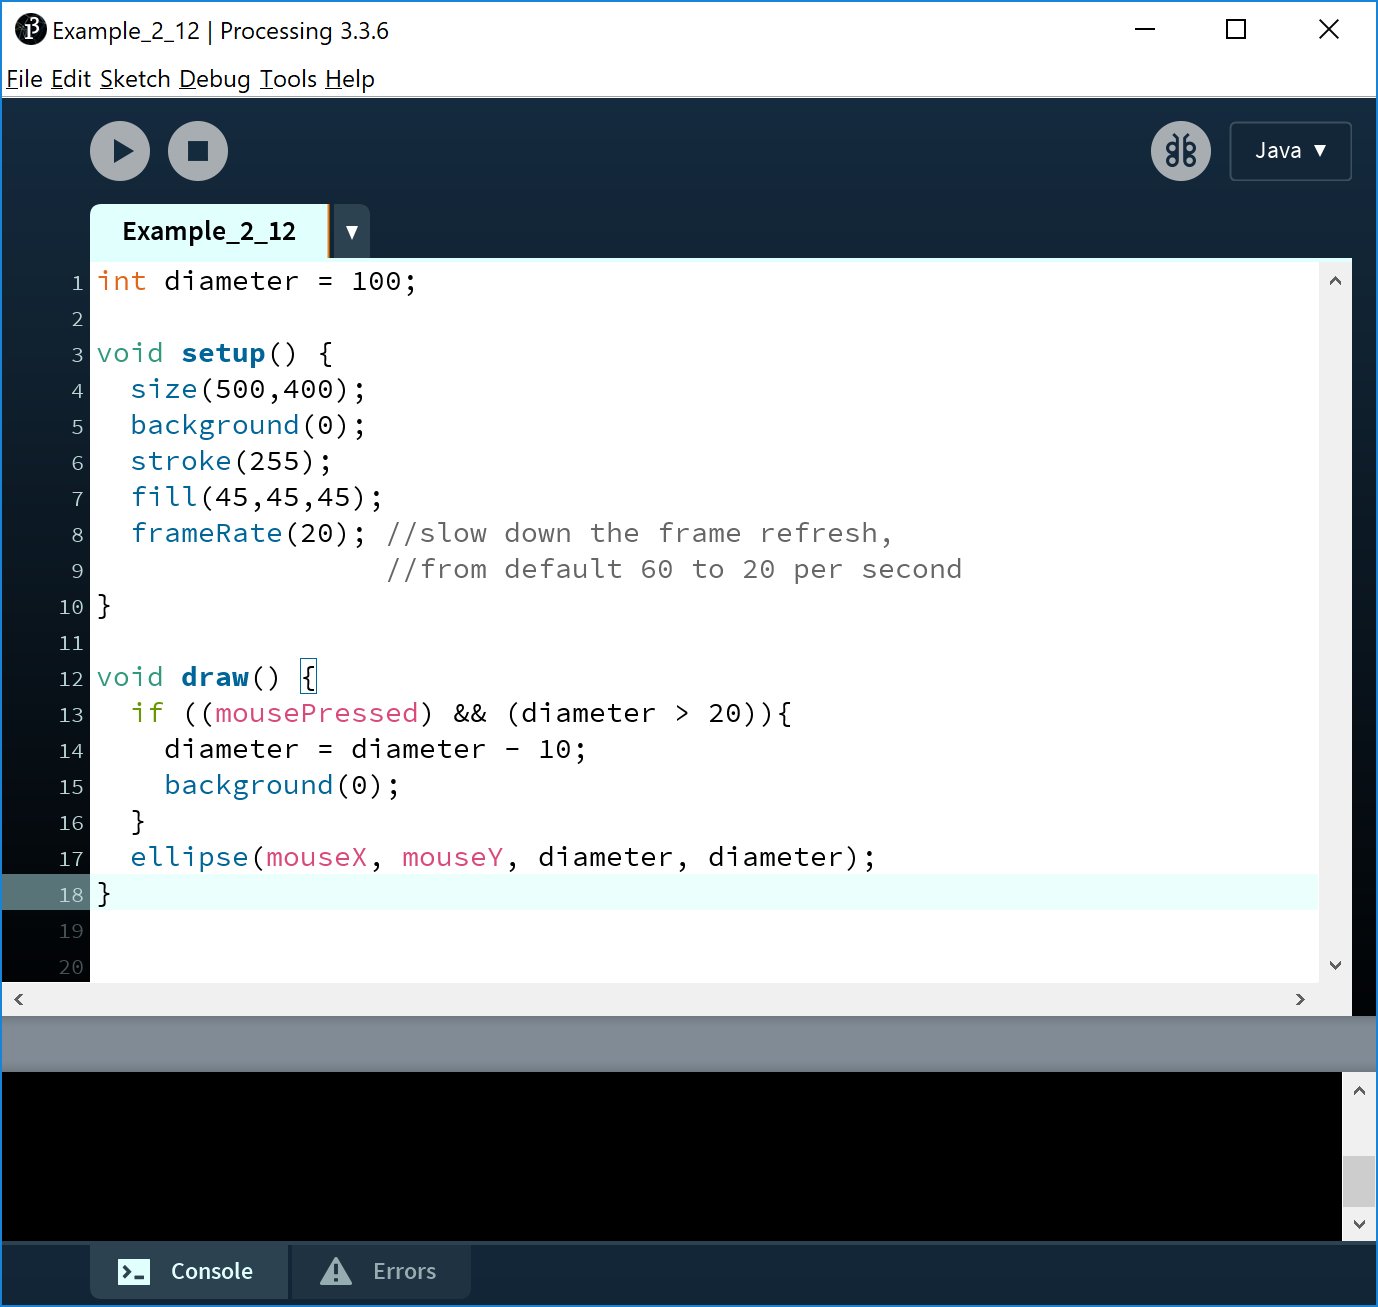 Example_2_12 | Processing 3.3.6
File Edit Sketch Debug Tools Help
Java ▼
Example_2_12 ▼
1 int diameter = 100;
2
3 void setup() {
4   size(500,400);
5   background(0);
6   stroke(255);
7   fill(45,45,45);
8   frameRate(20); //slow down the frame refresh,
9                  //from default 60 to 20 per second
10 }
11
12 void draw() {
13   if ((mousePressed) && (diameter > 20)){
14     diameter = diameter - 10;
15     background(0);
16   }
17   ellipse(mouseX, mouseY, diameter, diameter);
18 }
19
20
Console Errors